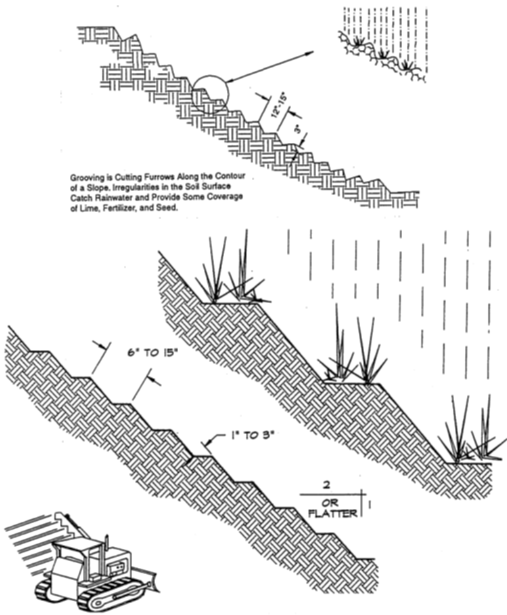 12"-15"
3"
Grooving is Cutting Furrows Along the Contour
of a Slope. Irregularities in the Soil Surface
Catch Rainwater and Provide Some Coverage
of Lime, Fertilizer, and Seed.
6" TO 15"
1" TO 3"
2
1
OR
FLATTER